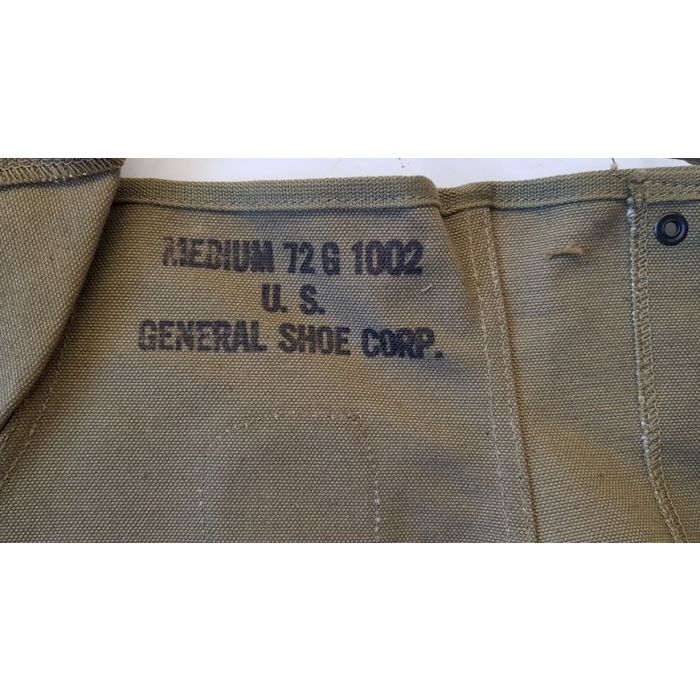 MEDIUM 72 G 1002
U. S.
GENERAL SHOE CORP.